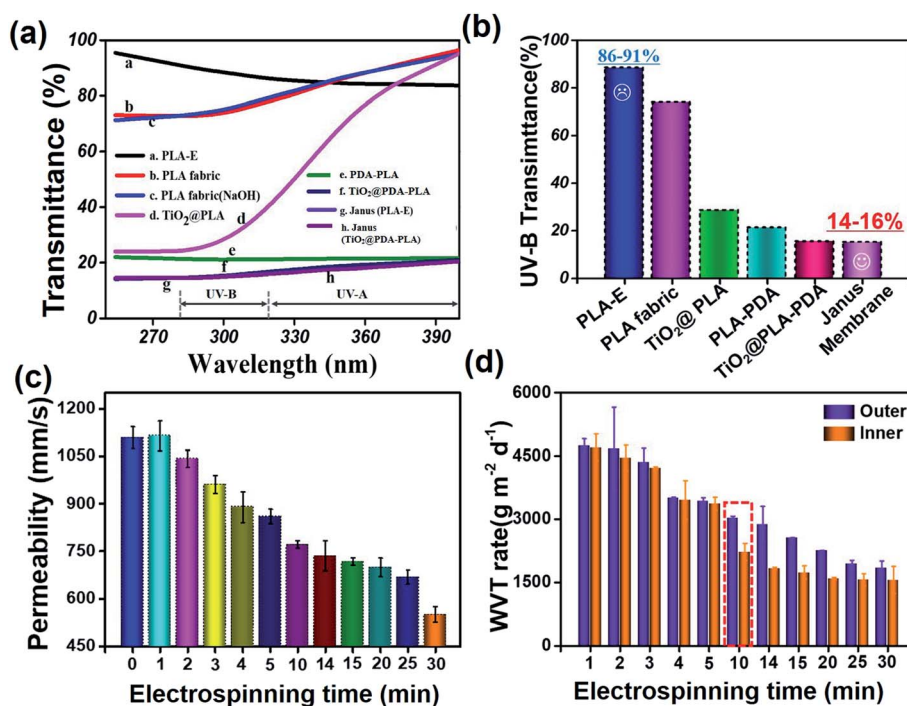 (a)
100
80
60
40
20
0
Transmittance (%)
a
b
c
a. PLA-E
b. PLA fabric
c. PLA fabric(NaOH)
d. TiO₂@PLA
e. PDA-PLA
f. TiO₂@PDA-PLA
g. Janus (PLA-E)
h. Janus
(TiO₂@PDA-PLA)
d
e
f
g
h
UV-B
UV-A
270 300 330 360 390
Wavelength (nm)
(b)
100
80
60
40
20
0
UV-B Transimttance(%)
86-91%
14-16%
PLA-E
PLA fabric
TiO₂@PLA
PLA-PDA
TiO₂@PLA-PDA
Janus
Membrane
(c)
1200
1050
900
750
600
450
Permeability (mm/s)
0 1 2 3 4 5 10 14 15 20 25 30
Electrospinning time (min)
(d)
6000
4500
3000
1500
0
WVT rate(g m⁻² d⁻¹)
Outer
Inner
1 2 3 4 5 10 14 15 20 25 30
Electrospinning time (min)